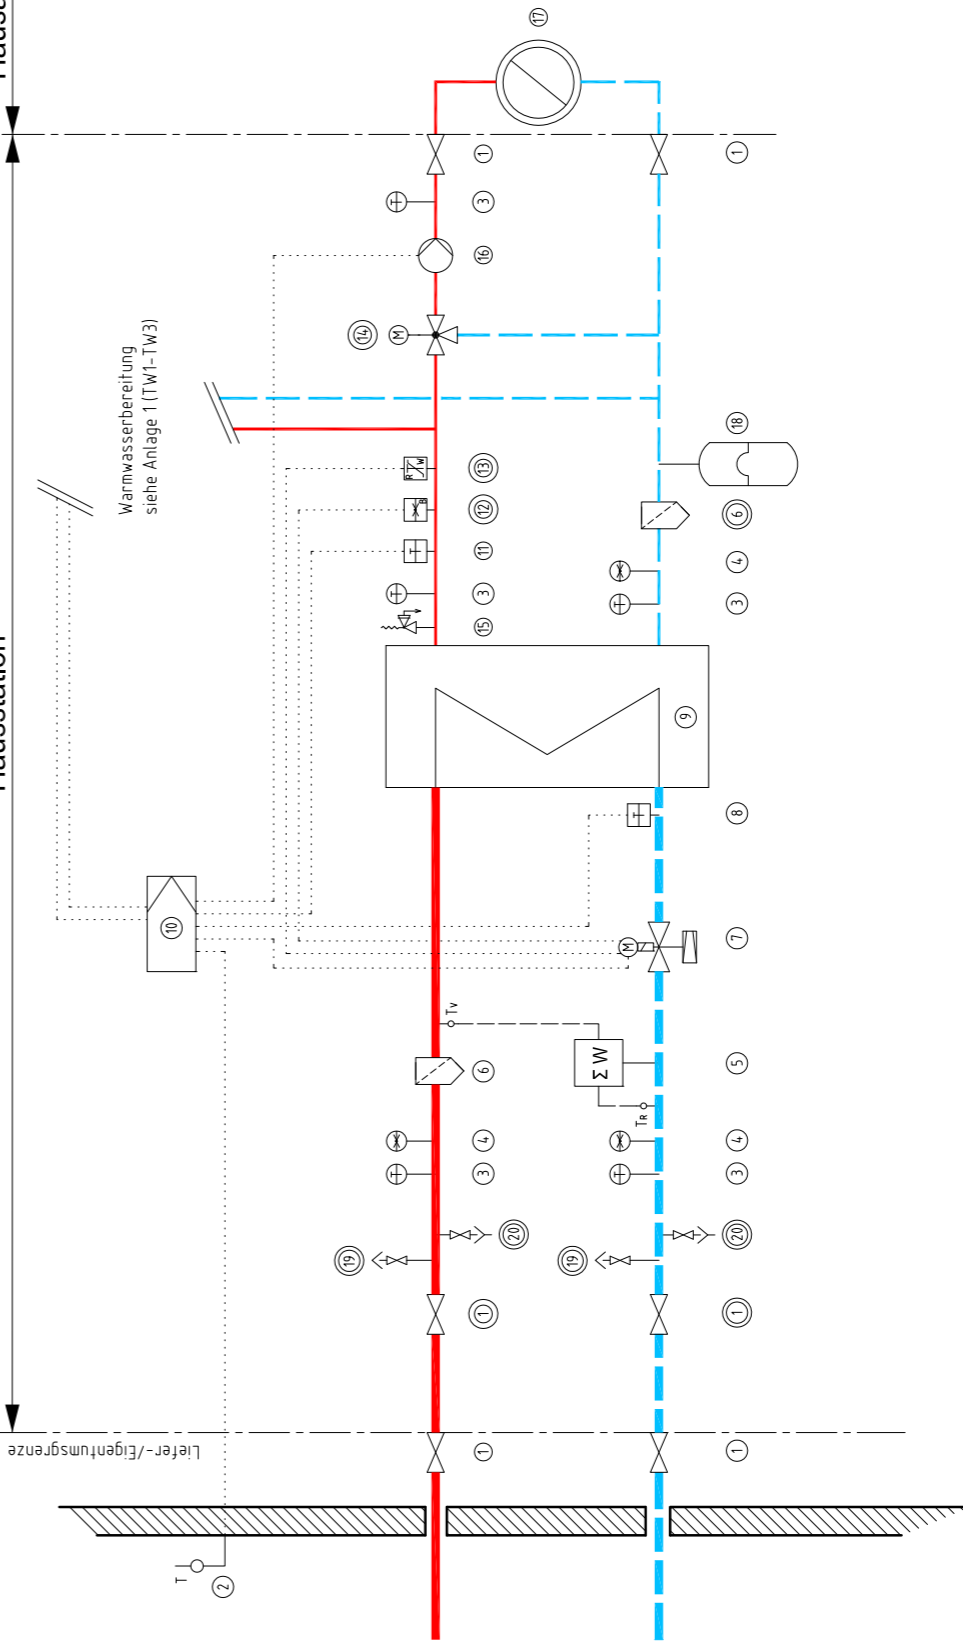 Hausstation
Liefer-/Eigentumsgrenze
Warmwasserbereitung
siehe Anlage 1 (TW1-TW3)
17
1
1
3
3
16
14
M
R
W
B
13
12
11
T
3
15
18
6
4
3
9
10
8
T
M
7
Tv
6
Σ W
5
TR
4
3
4
3
19
20
19
20
1
1
1
1
T
2